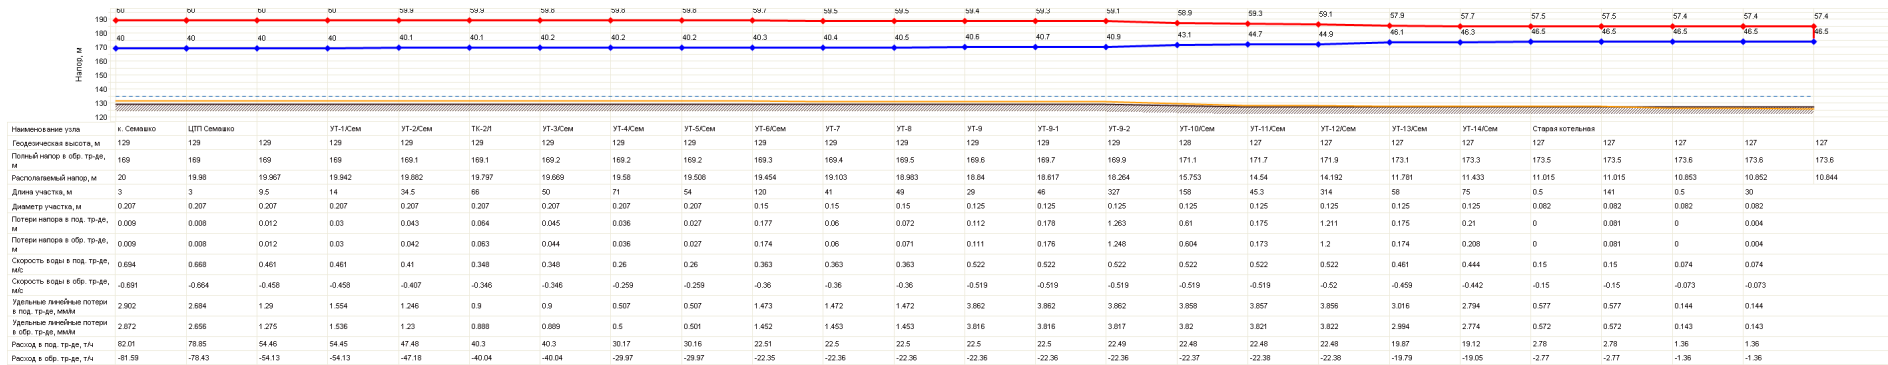 60 60 60 60 59.9 59.9 59.8 59.8 59.8 59.7 59.5 59.5 59.4 59.3 59.1 58.9 59.3 59.1 57.9 57.7 57.5 57.5 57.4 57.4 57.4
190
180
40 40 40 40 40.1 40.1 40.2 40.2 40.2 40.3 40.4 40.5 40.6 40.7 40.9 43.1 44.7 44.9 46.1 46.3 46.5 46.5 46.5 46.5 46.5
170
160
150
140
130
120
Напор, м
Наименование узла к. Семашко ЦТП Семашко УТ-1/Сем УТ-2/Сем ТК-2/1 УТ-3/Сем УТ-4/Сем УТ-5/Сем УТ-6/Сем УТ-7 УТ-8 УТ-9 УТ-9-1 УТ-9-2 УТ-10/Сем УТ-11/Сем УТ-12/Сем УТ-13/Сем УТ-14/Сем Старая котельная
Геодезическая высота, м 129 129 129 129 129 129 129 129 129 129 129 129 129 129 129 128 127 127 127 127 127 127 127 127 127
Полный напор в обр. тр-де, м 169 169 169 169 169.1 169.1 169.2 169.2 169.2 169.3 169.4 169.5 169.6 169.7 169.9 171.1 171.7 171.9 173.1 173.3 173.5 173.5 173.6 173.6 173.6
Располагаемый напор, м 20 19.98 19.967 19.942 19.882 19.797 19.669 19.58 19.508 19.454 19.103 18.983 18.84 18.617 18.264 15.753 14.54 14.192 11.781 11.433 11.015 11.015 10.853 10.852 10.844
Длина участка, м 3 3 9.5 14 34.5 66 50 71 54 120 41 49 29 46 327 158 45.3 314 58 75 0.5 141 0.5 30
Диаметр участка, м 0.207 0.207 0.207 0.207 0.207 0.207 0.207 0.207 0.207 0.15 0.15 0.15 0.125 0.125 0.125 0.125 0.125 0.125 0.125 0.125 0.082 0.082 0.082 0.082
Потери напора в под. тр-де, м 0.009 0.008 0.012 0.03 0.043 0.064 0.045 0.036 0.027 0.177 0.06 0.072 0.112 0.178 1.263 0.61 0.175 1.211 0.175 0.21 0 0.081 0 0.004
Потери напора в обр. тр-де, м 0.009 0.008 0.012 0.03 0.042 0.063 0.044 0.036 0.027 0.174 0.06 0.071 0.111 0.176 1.248 0.604 0.173 1.2 0.174 0.208 0 0.081 0 0.004
Скорость воды в под. тр-де, м/с 0.694 0.668 0.461 0.461 0.41 0.348 0.348 0.26 0.26 0.363 0.363 0.363 0.522 0.522 0.522 0.522 0.522 0.522 0.461 0.444 0.15 0.15 0.074 0.074
Скорость воды в обр. тр-де, м/с -0.691 -0.664 -0.458 -0.458 -0.407 -0.346 -0.346 -0.259 -0.259 -0.36 -0.36 -0.36 -0.519 -0.519 -0.519 -0.519 -0.519 -0.52 -0.459 -0.442 -0.15 -0.15 -0.073 -0.073
Удельные линейные потери в под. тр-де, мм/м 2.902 2.684 1.29 1.554 1.246 0.9 0.9 0.507 0.507 1.473 1.472 1.472 3.862 3.862 3.862 3.858 3.857 3.856 3.016 2.794 0.577 0.577 0.144 0.144
Удельные линейные потери в обр. тр-де, мм/м 2.872 2.656 1.275 1.536 1.23 0.888 0.889 0.5 0.501 1.452 1.453 1.453 3.816 3.816 3.817 3.82 3.821 3.822 2.994 2.774 0.572 0.572 0.143 0.143
Расход в под. тр-де, т/ч 82.01 78.85 54.46 54.45 47.48 40.3 40.3 30.17 30.16 22.51 22.5 22.5 22.5 22.5 22.49 22.48 22.48 22.48 19.87 19.12 2.78 2.78 1.36 1.36
Расход в обр. тр-де, т/ч -81.59 -78.43 -54.13 -54.13 -47.18 -40.04 -40.04 -29.97 -29.97 -22.35 -22.36 -22.36 -22.36 -22.36 -22.36 -22.37 -22.38 -22.38 -19.79 -19.05 -2.77 -2.77 -1.36 -1.36